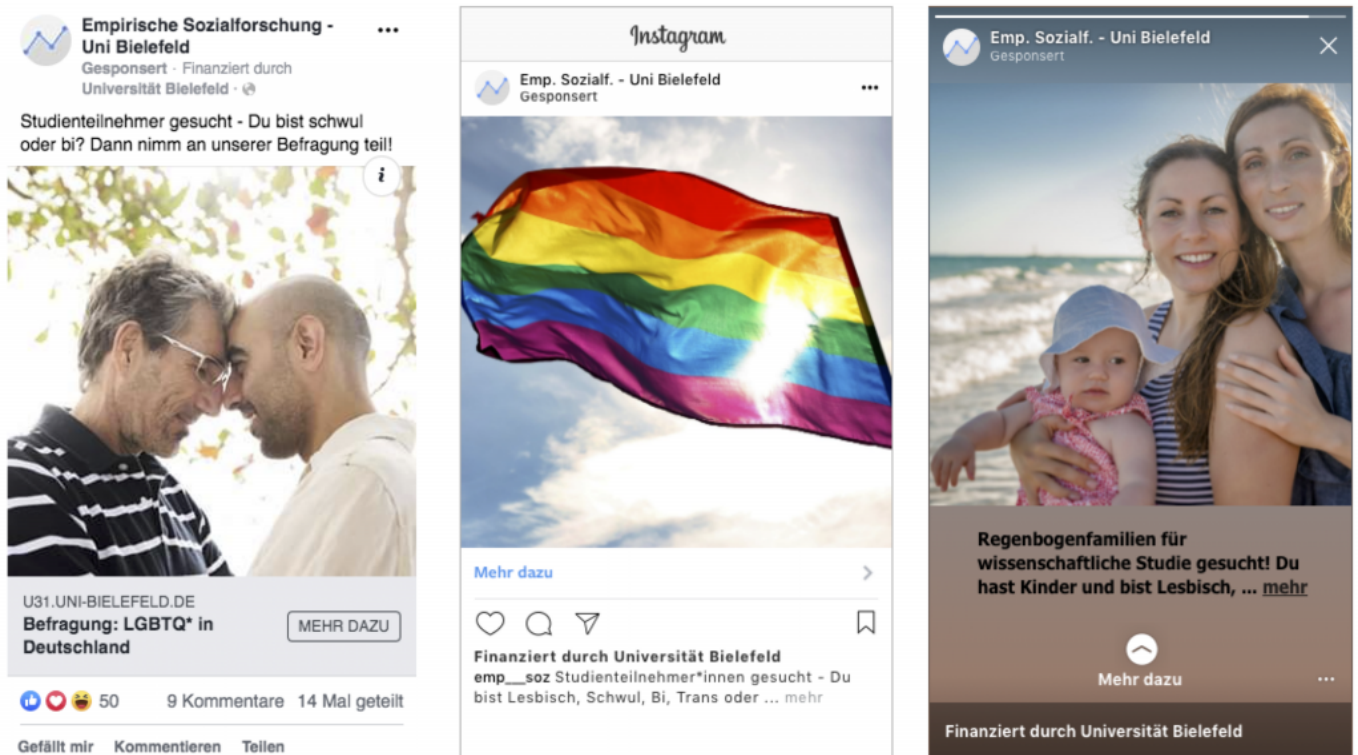 Empirische Sozialforschung -
Uni Bielefeld
Gesponsert · Finanziert durch
Universität Bielefeld ·
Studienteilnehmer gesucht - Du bist schwul
oder bi? Dann nimm an unserer Befragung teil!
i
U31.UNI-BIELEFELD.DE
Befragung: LGBTQ* in
Deutschland
MEHR DAZU
50
9 Kommentare 14 Mal geteilt
Gefällt mir Kommentieren Teilen
Instagram
Emp. Sozialf. - Uni Bielefeld
Gesponsert
Mehr dazu
Finanziert durch Universität Bielefeld
emp__soz Studienteilnehmer*innen gesucht - Du
bist Lesbisch, Schwul, Bi, Trans oder ... mehr
Emp. Sozialf. - Uni Bielefeld
Gesponsert
Regenbogenfamilien für
wissenschaftliche Studie gesucht! Du
hast Kinder und bist Lesbisch, ... mehr
Mehr dazu
Finanziert durch Universität Bielefeld